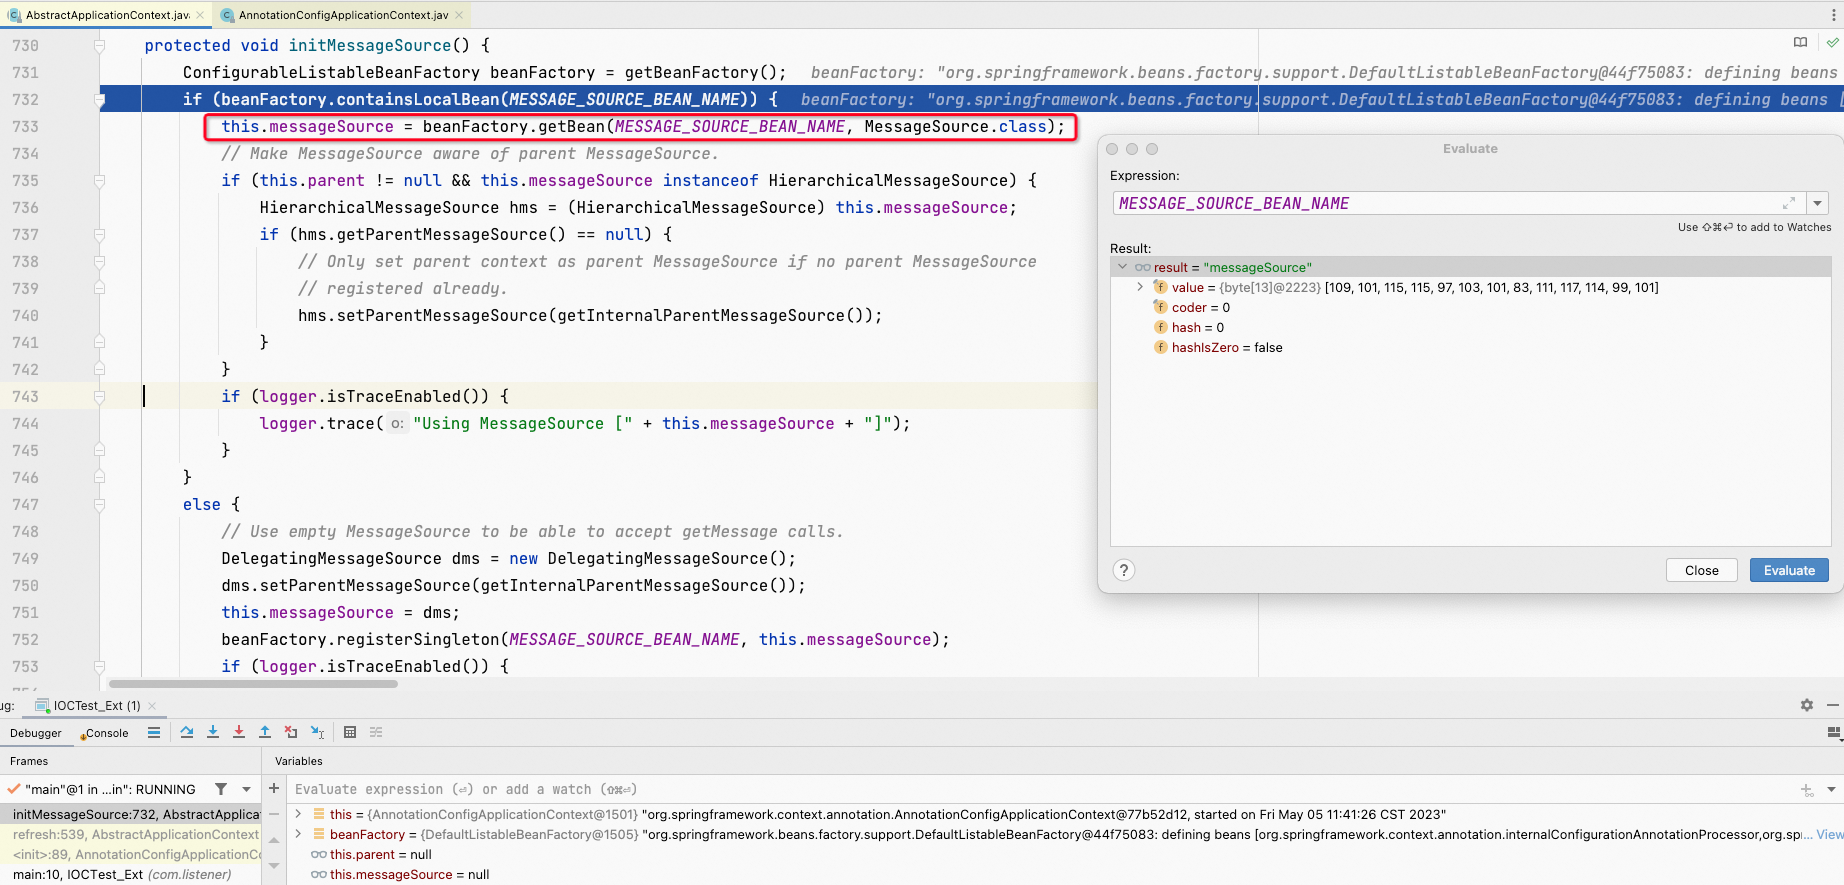 AbstractApplicationContext.java
AnnotationConfigApplicationContext.java
730 protected void initMessageSource() {
731 ConfigurableListableBeanFactory beanFactory = getBeanFactory(); beanFactory: "org.springframework.beans.factory.support.DefaultListableBeanFactory@44f75083: defining beans
732 if (beanFactory.containsLocalBean(MESSAGE_SOURCE_BEAN_NAME)) { beanFactory: "org.springframework.beans.factory.support.DefaultListableBeanFactory@44f75083: defining beans [
733 this.messageSource = beanFactory.getBean(MESSAGE_SOURCE_BEAN_NAME, MessageSource.class);
734 // Make MessageSource aware of parent MessageSource.
735 if (this.parent != null && this.messageSource instanceof HierarchicalMessageSource) {
736 HierarchicalMessageSource hms = (HierarchicalMessageSource) this.messageSource;
737 if (hms.getParentMessageSource() == null) {
738 // Only set parent context as parent MessageSource if no parent MessageSource
739 // registered already.
740 hms.setParentMessageSource(getInternalParentMessageSource());
741 }
742 }
743 if (logger.isTraceEnabled()) {
744 logger.trace( o: "Using MessageSource [" + this.messageSource + "]");
745 }
746 }
747 else {
748 // Use empty MessageSource to be able to accept getMessage calls.
749 DelegatingMessageSource dms = new DelegatingMessageSource();
750 dms.setParentMessageSource(getInternalParentMessageSource());
751 this.messageSource = dms;
752 beanFactory.registerSingleton(MESSAGE_SOURCE_BEAN_NAME, this.messageSource);
753 if (logger.isTraceEnabled()) {
Evaluate
Expression:
MESSAGE_SOURCE_BEAN_NAME
Use ⇧⌘⏎ to add to Watches
Result:
result = "messageSource"
value = {byte[13]@2223} [109, 101, 115, 115, 97, 103, 101, 83, 111, 117, 114, 99, 101]
coder = 0
hash = 0
hashIsZero = false
?
Close
Evaluate
ug: IOCTest_Ext (1)
Debugger
Console
Frames
Variables
"main"@1 in ...in": RUNNING
Evaluate expression (⏎) or add a watch (⇧⌘⏎)
initMessageSource:732, AbstractApplicat
refresh:539, AbstractApplicationContext
<init>:89, AnnotationConfigApplicationCo
main:10, IOCTest_Ext (com.listener)
this = {AnnotationConfigApplicationContext@1501} "org.springframework.context.annotation.AnnotationConfigApplicationContext@77b52d12, started on Fri May 05 11:41:26 CST 2023"
beanFactory = {DefaultListableBeanFactory@1505} "org.springframework.beans.factory.support.DefaultListableBeanFactory@44f75083: defining beans [org.springframework.context.annotation.internalConfigurationAnnotationProcessor,org.spr... View
this.parent = null
this.messageSource = null